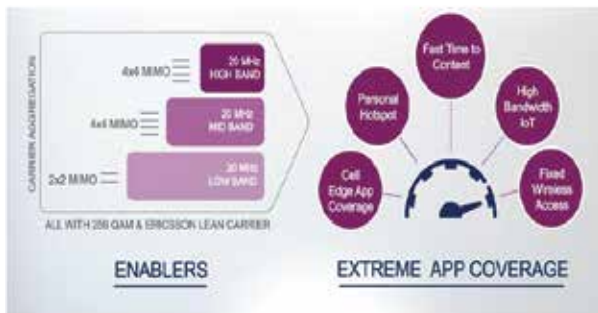 CARRIER AGGREGATION
4x4 MIMO
20 MHz
HIGH BAND
4x4 MIMO
20 MHz
MID BAND
2x2 MIMO
20 MHz
LOW BAND
ALL WITH 256 QAM & ERICSSON LEAN CARRIER
ENABLERS
Fast Time to
Content
Personal
Hotspot
High
Bandwidth
IoT
Cell
Edge App
Coverage
Fixed
Wireless
Access
EXTREME APP COVERAGE